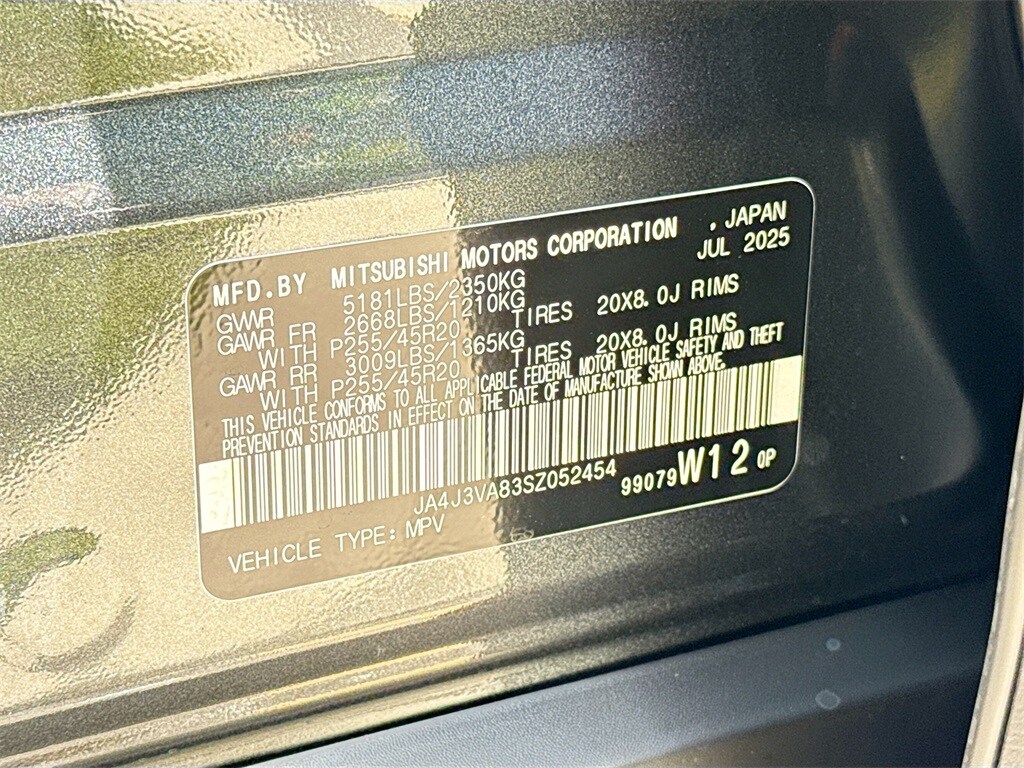 MFD.BY MITSUBISHI MOTORS CORPORATION , JAPAN
JUL 2025
GVWR 5181LBS/2350KG
GAWR FR 2668LBS/1210KG
WITH P255/45R20 TIRES 20X8.0J RIMS
GAWR RR 3009LBS/1365KG
WITH P255/45R20 TIRES 20X8.0J RIMS
THIS VEHICLE CONFORMS TO ALL APPLICABLE FEDERAL MOTOR VEHICLE SAFETY AND THEFT
PREVENTION STANDARDS IN EFFECT ON THE DATE OF MANUFACTURE SHOWN ABOVE.
JA4J3VA83SZ052454 99079W12 0P
VEHICLE TYPE: MPV